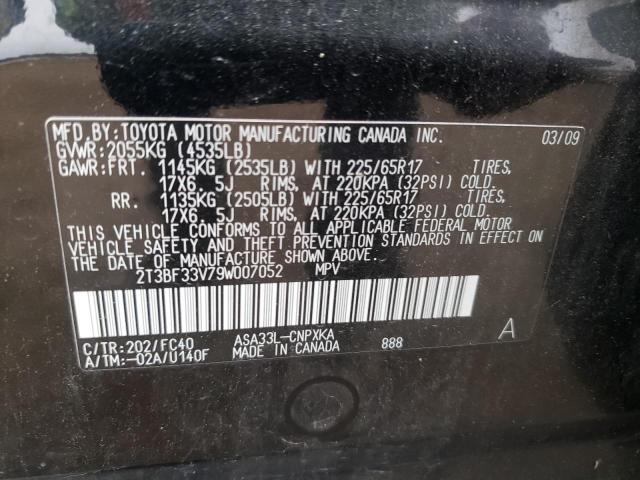 MFD.BY:TOYOTA MOTOR MANUFACTURING CANADA INC. 03/09
GVWR:2055KG (4535LB)
GAWR:FRT. 1145KG (2535LB) WITH 225/65R17 TIRES,
17X6. 5J RIMS, AT 220KPA (32PSI) COLD.
RR. 1135KG (2505LB) WITH 225/65R17 TIRES,
17X6. 5J RIMS, AT 220KPA (32PSI) COLD.
THIS VEHICLE CONFORMS TO ALL APPLICABLE FEDERAL MOTOR
VEHICLE SAFETY AND THEFT PREVENTION STANDARDS IN EFFECT ON
THE DATE OF MANUFACTURE SHOWN ABOVE.
2T3BF33V79W007052 MPV
C/TR:202/FC40 ASA33L-CNPXKA A
A/TM:-02A/U140F MADE IN CANADA 888